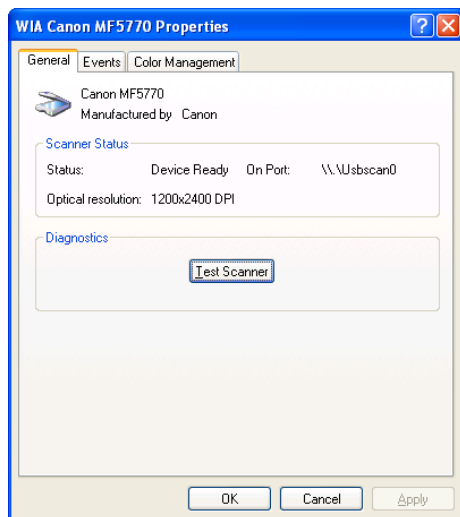 WIA Canon MF5770 Properties
General Events Color Management
Canon MF5770
Manufactured by Canon
Scanner Status
Status: Device Ready On Port: \\.\Usbscan0
Optical resolution: 1200x2400 DPI
Diagnostics
Test Scanner
OK Cancel Apply